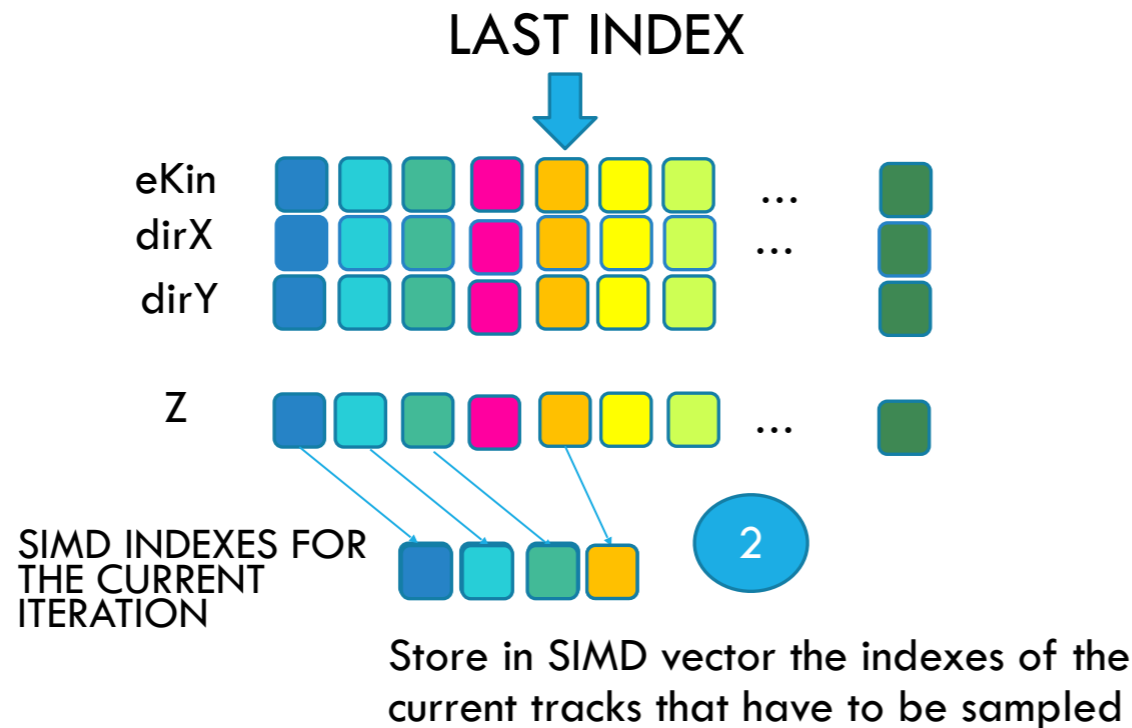 LAST INDEX
eKin
...
dirX
...
dirY
Z
...
SIMD INDEXES FOR
THE CURRENT
ITERATION
2
Store in SIMD vector the indexes of the
current tracks that have to be sampled